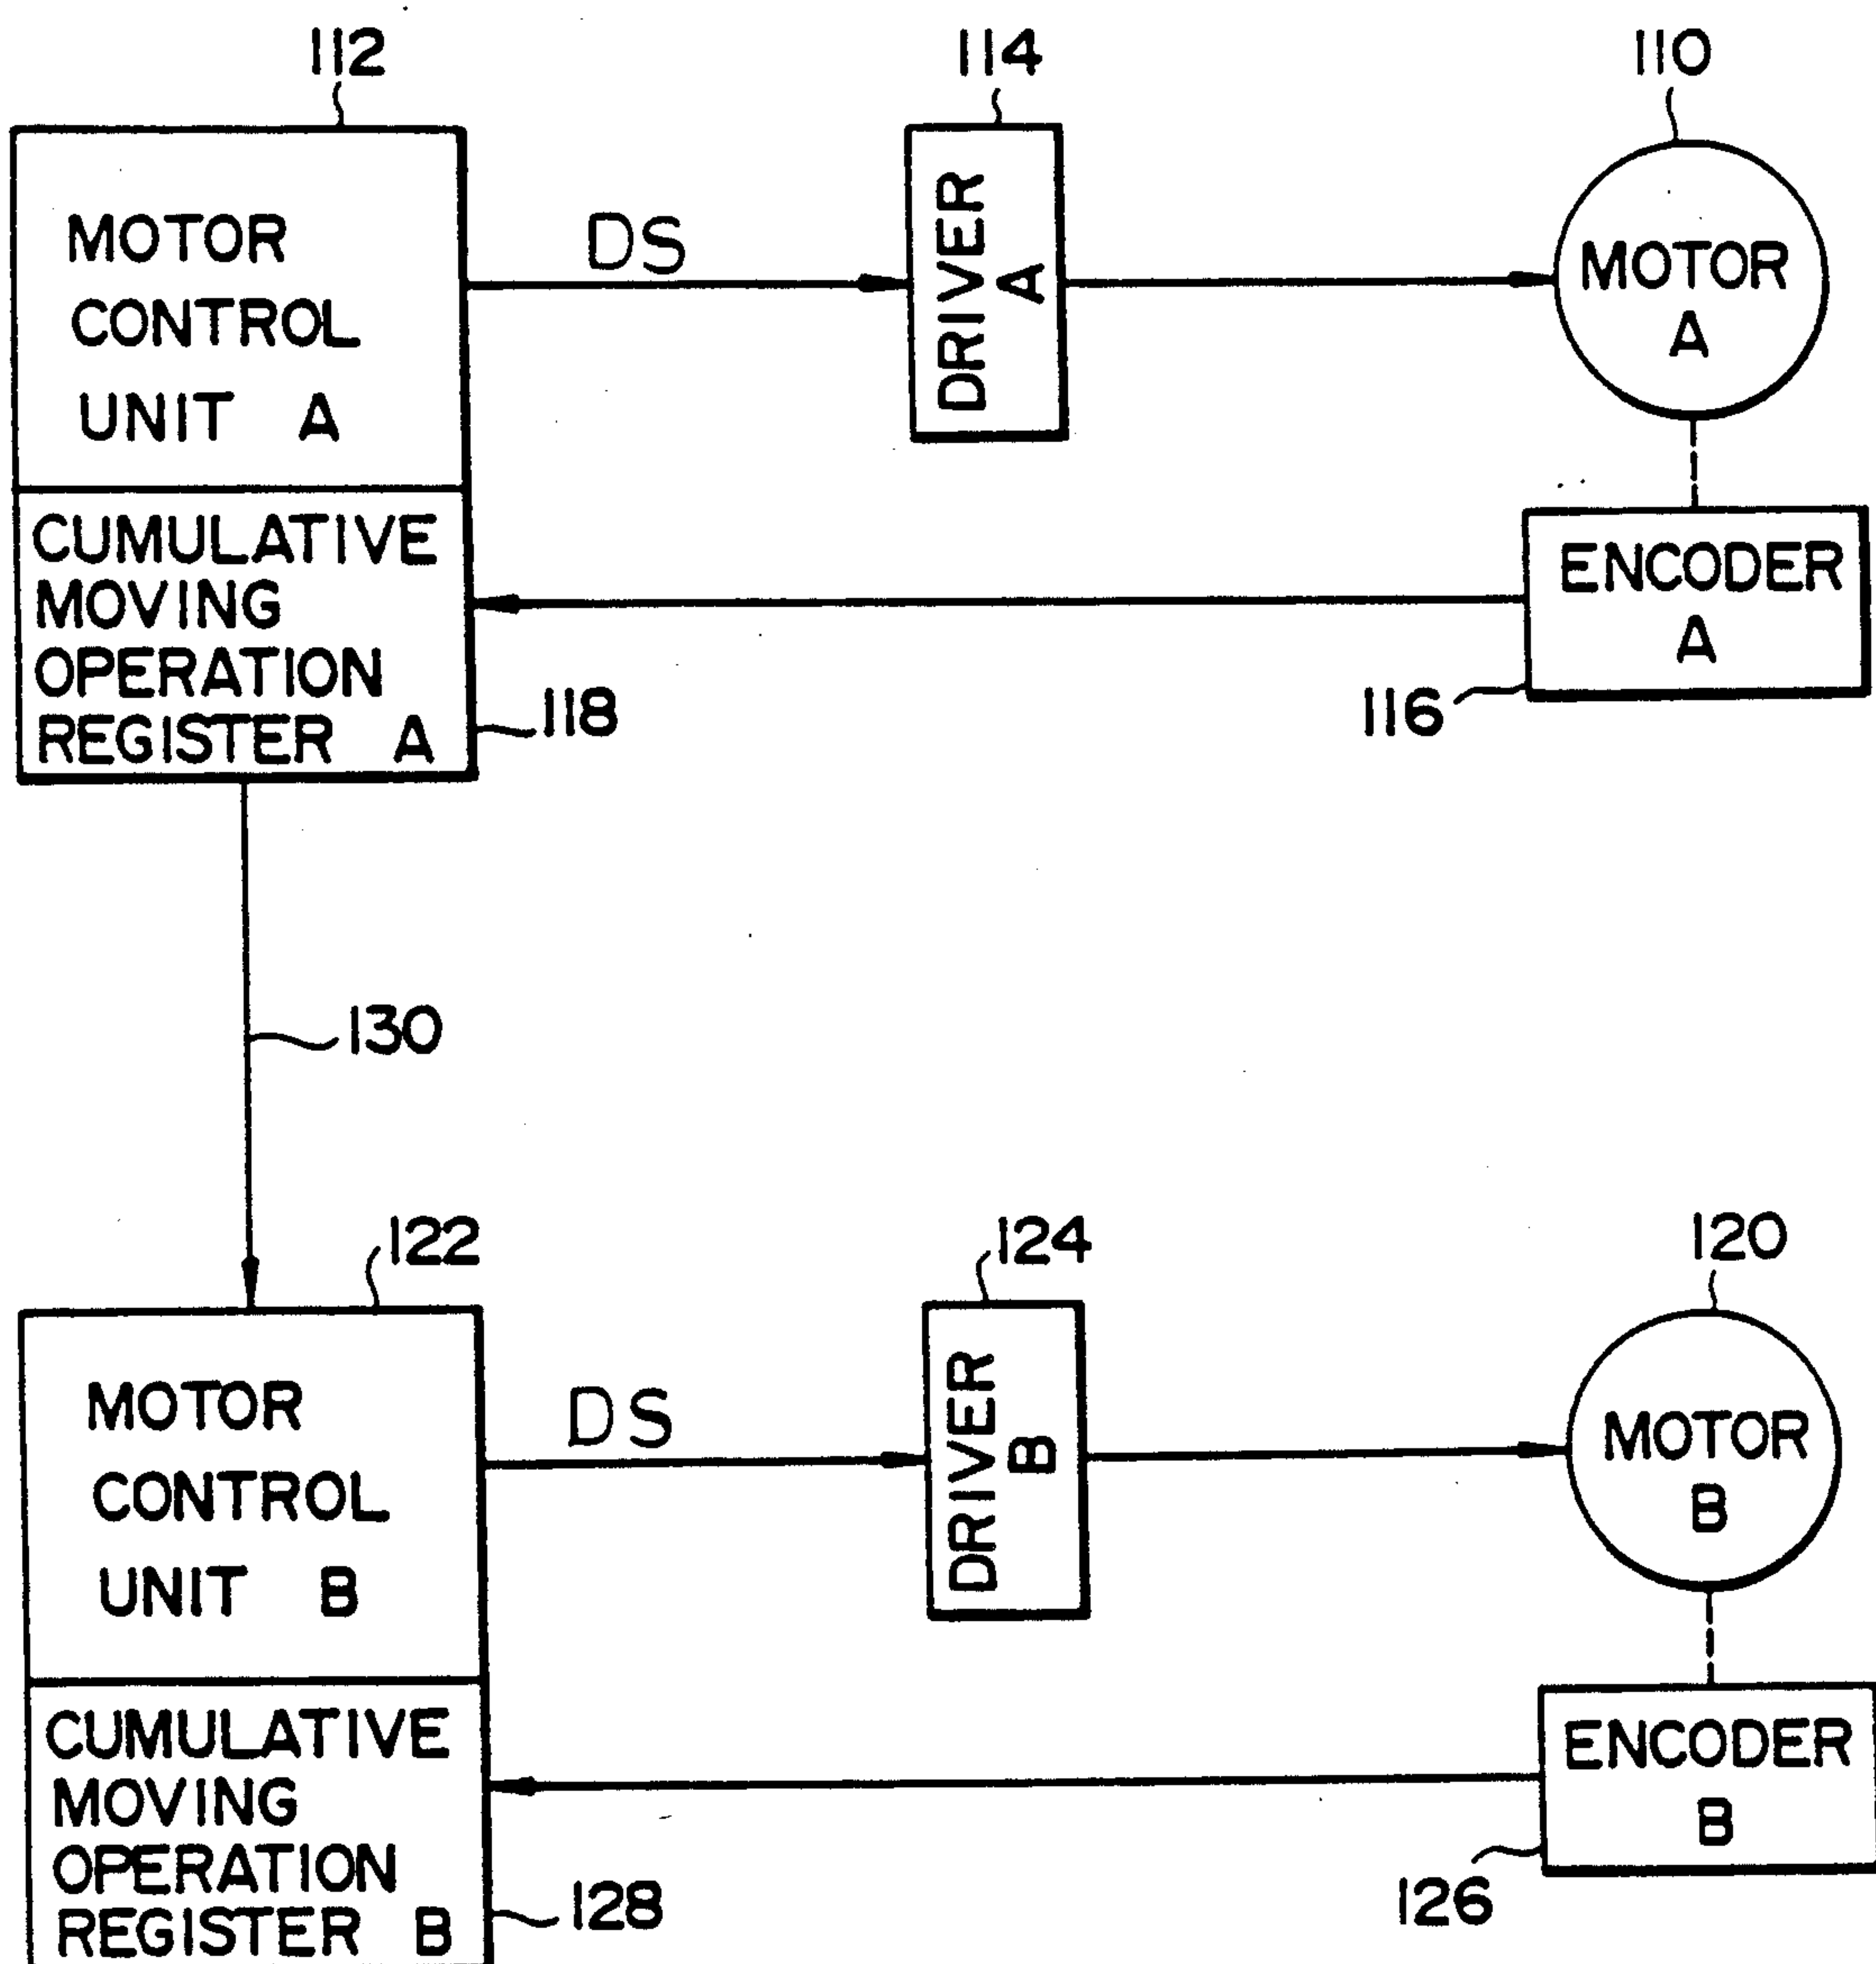 112
114
110
MOTOR
CONTROL
UNIT A
DS
DRIVER
A
MOTOR
A
CUMULATIVE
MOVING
OPERATION
REGISTER A
118
ENCODER
A
116
130
122
124
120
MOTOR
CONTROL
UNIT B
DS
DRIVER
B
MOTOR
B
CUMULATIVE
MOVING
OPERATION
REGISTER B
128
ENCODER
B
126